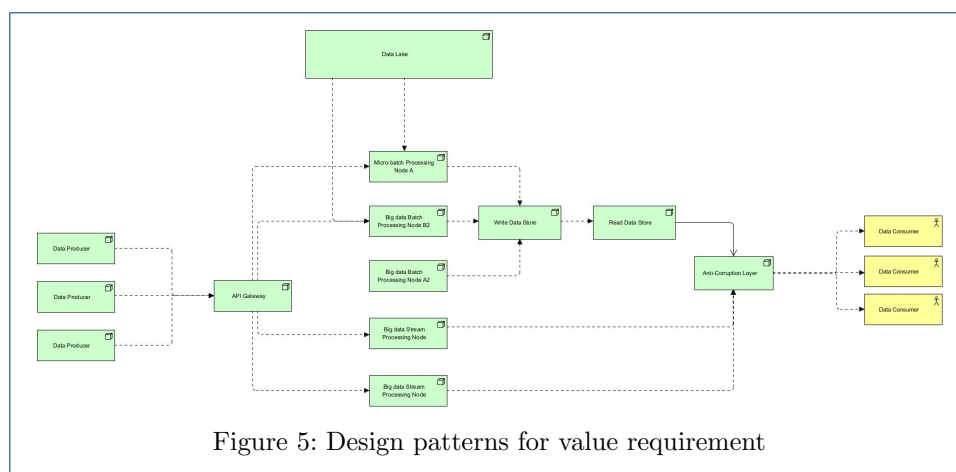 Data Lake
Micro-batch Processing
Node A
Big data Batch
Processing Node B2
Write Data Store
Read Data Store
Data Consumer
Data Producer
Big data Batch
Processing Node A2
Anti-Corruption Layer
Data Consumer
Data Producer
API Gateway
Data Consumer
Data Producer
Big data Stream
Processing Node
Big data Stream
Processing Node
Figure 5: Design patterns for value requirement